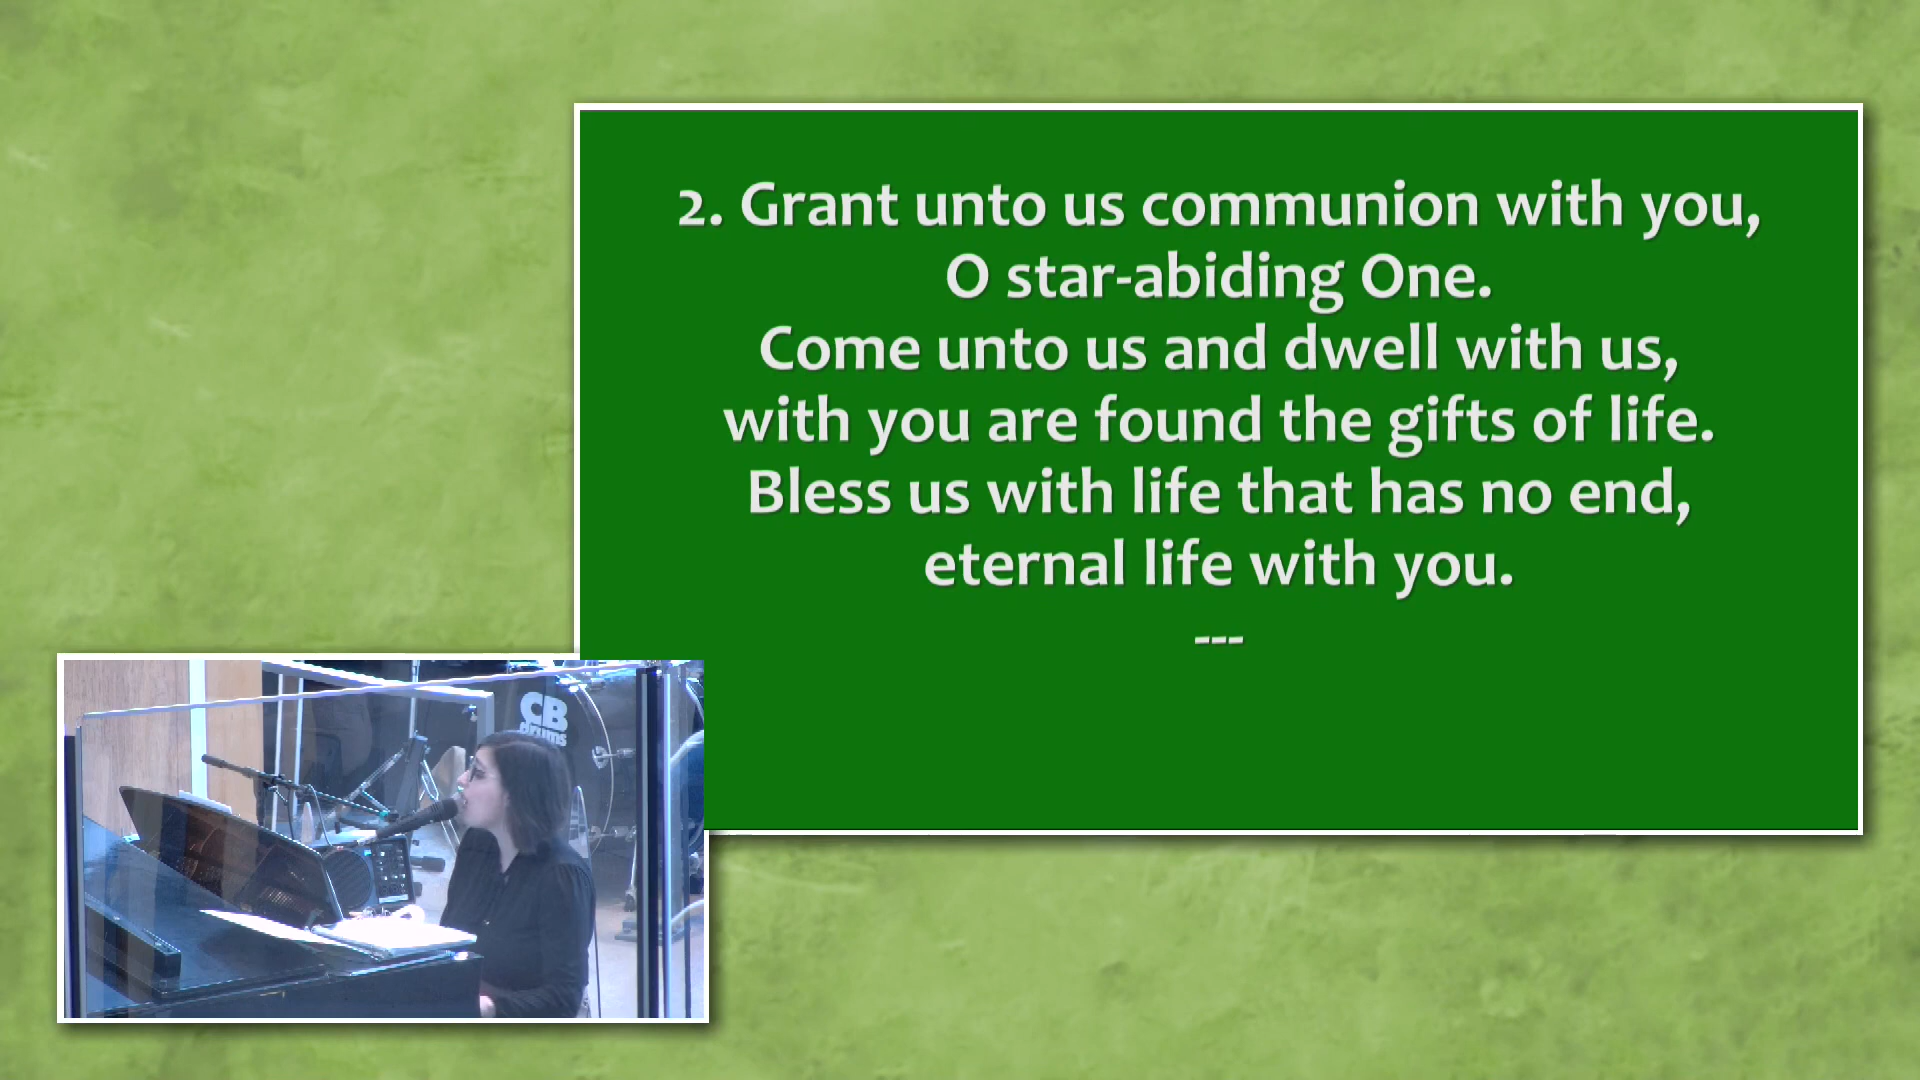 2. Grant unto us communion with you,
O star-abiding One.
Come unto us and dwell with us,
with you are found the gifts of life.
Bless us with life that has no end,
eternal life with you.
---
CB
drums